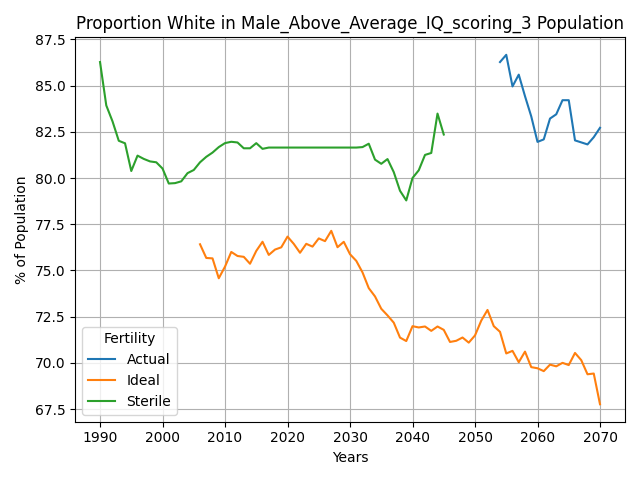 Proportion White in Male_Above_Average_IQ_scoring_3 Population
87.5
85.0
82.5
80.0
77.5
75.0
72.5
70.0
67.5
% of Population
Fertility
Actual
Ideal
Sterile
1990 2000 2010 2020 2030 2040 2050 2060 2070
Years